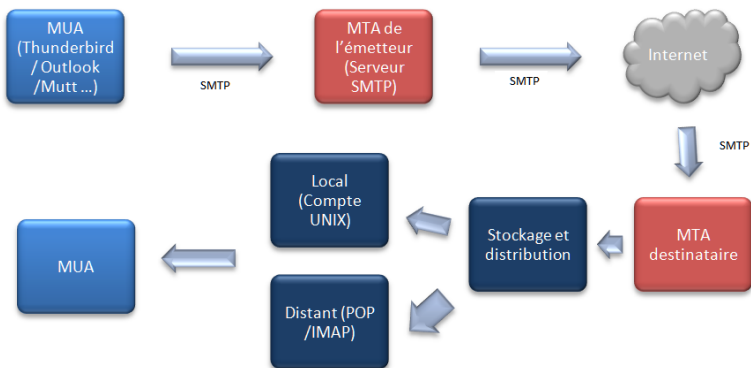 MUA
(Thunderbird
/ Outlook
/Mutt ...)
SMTP
MTA de
l'émetteur
(Serveur
SMTP)
SMTP
Internet
SMTP
MTA
destinataire
Stockage et
distribution
Local
(Compte
UNIX)
Distant (POP
/IMAP)
MUA